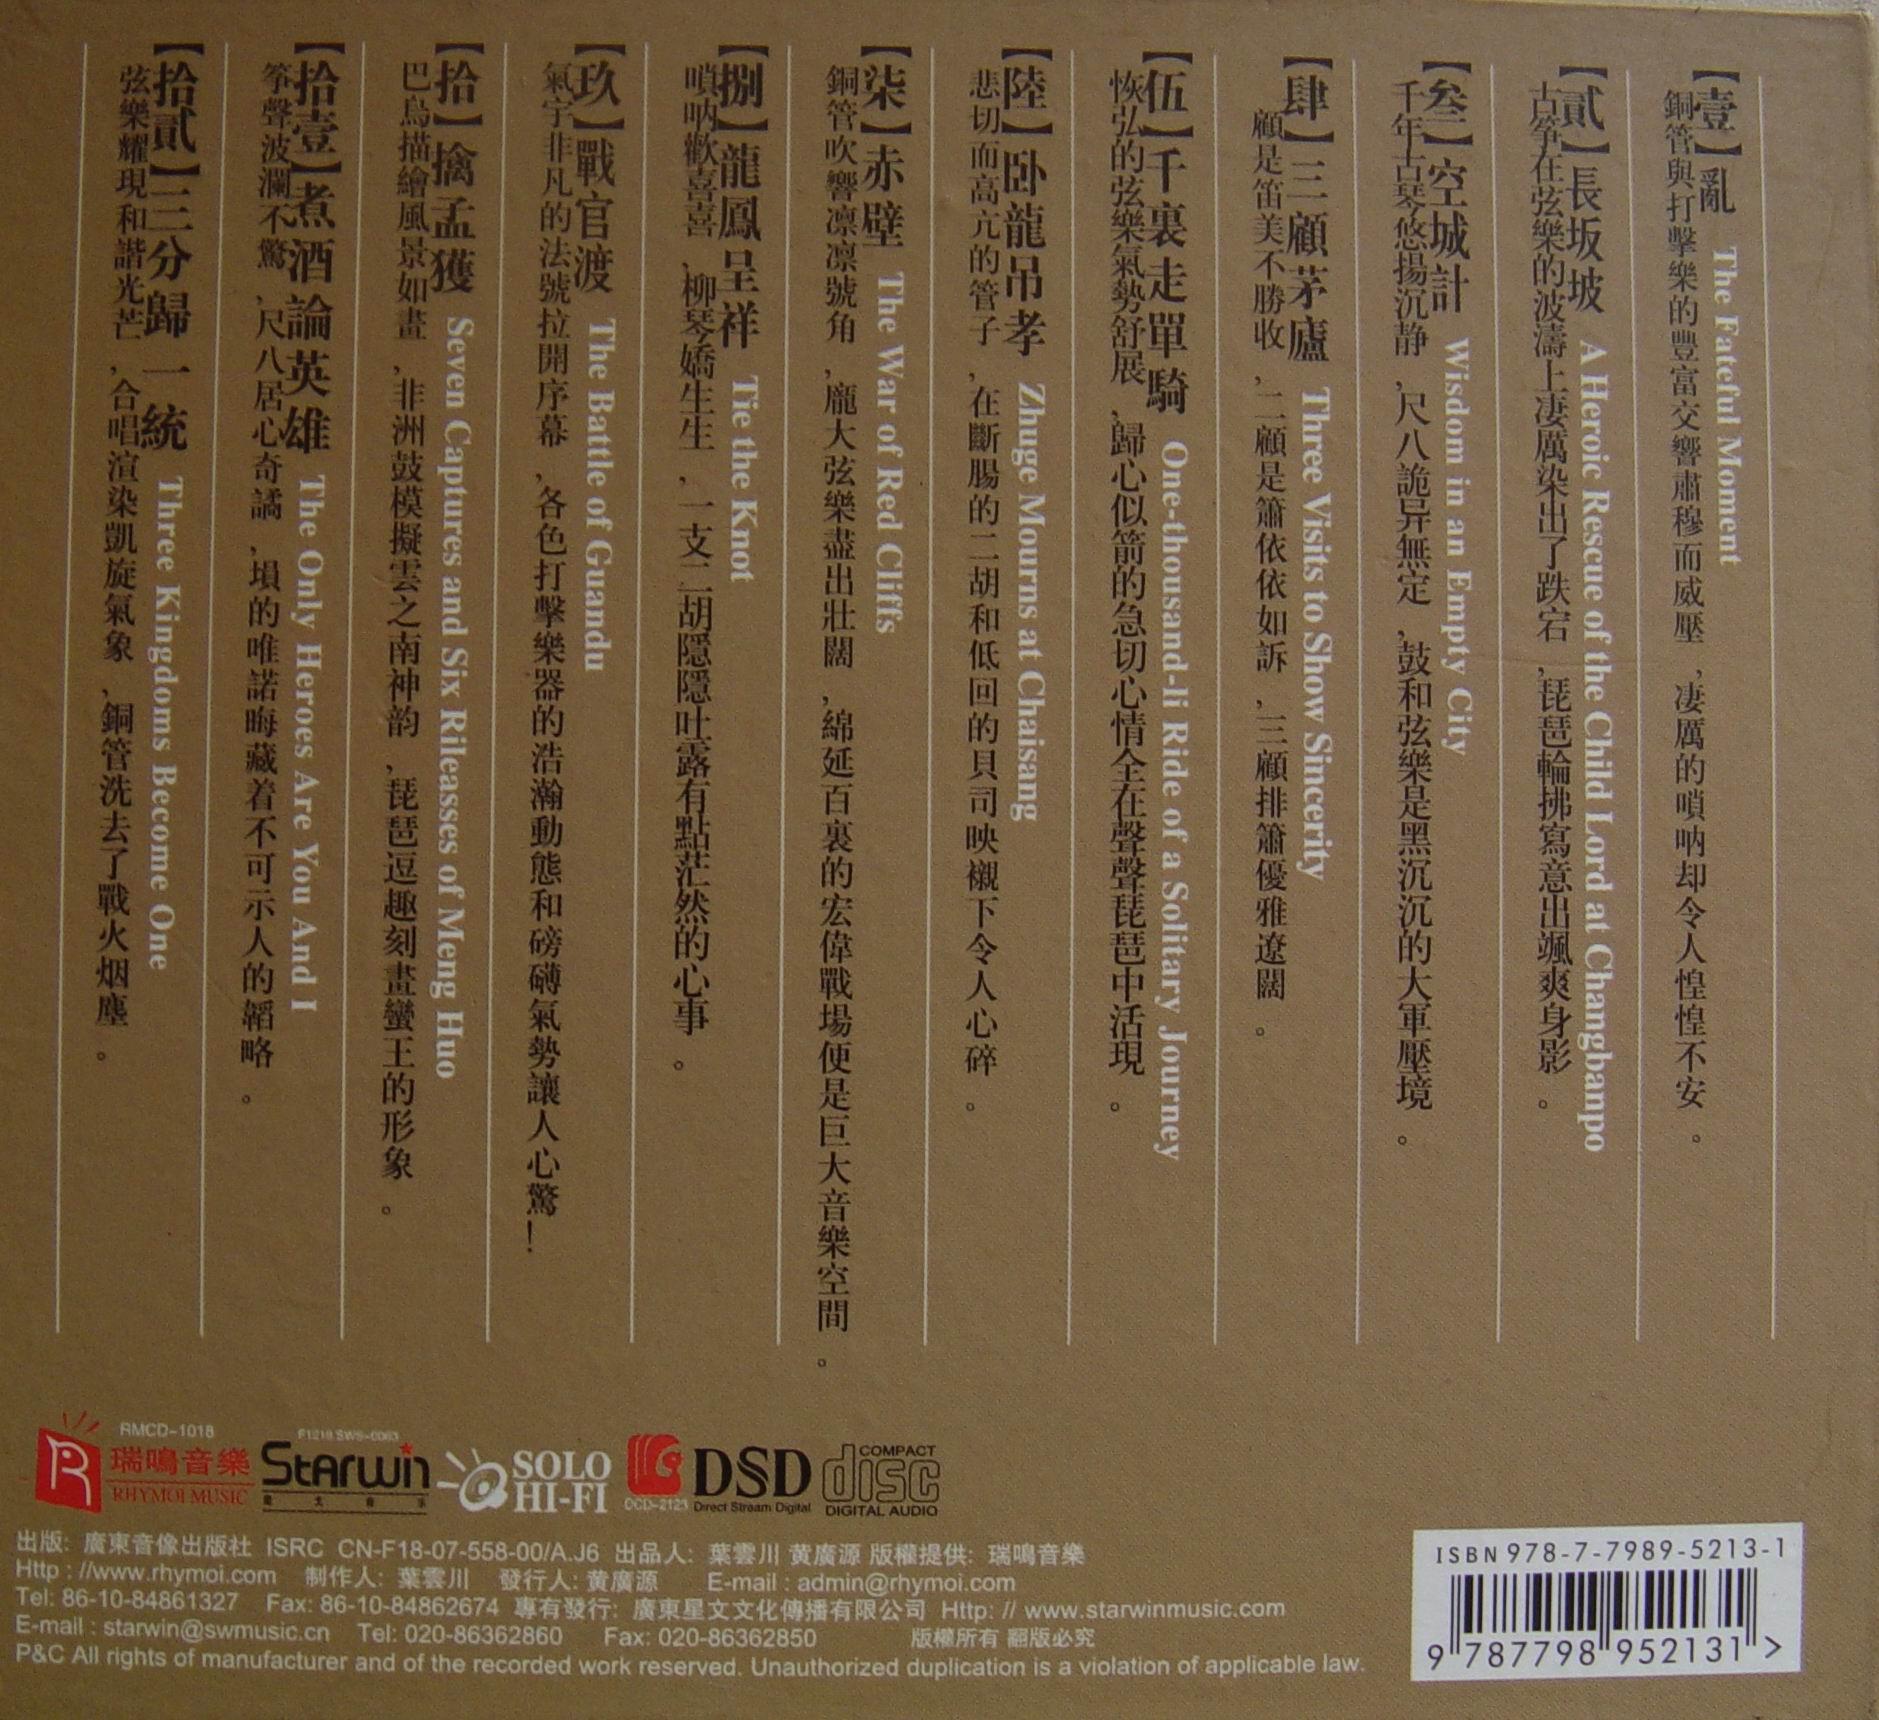 【壹】亂 The Fateful Moment
銅管與打擊樂的豐富交響肅穆而威壓，凄厲的嗩吶却令人惶惶不安。
【貳】長坂坡 A Heroic Rescue of the Child Lord at Changbanpo
古筝在弦樂的波濤上凄厲染出了跌宕，琵琶輪拂寫意出颯爽身影。
【叁】空城計 Wisdom in an Empty City
千年古琴悠揚沉静，尺八詭异無定，鼓和弦樂是黑沉沉的大軍壓境。
【肆】三顧茅廬 Three Visits to Show Sincerity
顧是笛美不勝收，二顧是簫依依如訴，三顧排簫優雅遼闊。
【伍】千裏走單騎 One-thousand-li Ride of a Solitary Journey
恢弘的弦樂氣勢舒展，歸心似箭的急切心情全在聲聲琵琶中活現。
【陸】卧龍吊孝 Zhuge Mourns at Chaisang
悲切而高亢的管子，在斷腸的二胡和低回的貝司映襯下令人心碎。
【柒】赤壁 The War of Red Cliffs
銅管吹響凛凛號角，龐大弦樂盡出壯闊，綿延百裏的宏偉戰場便是巨大音樂空間。
【捌】龍鳳呈祥 Tie the Knot
嗩吶歡喜喜，柳琴嬌生生，一支二胡隱隱吐露有點茫然的心事。
【玖】戰官渡 The Battle of Guandu
氣宇非凡的法號拉開序幕，各色打擊樂器的浩瀚動態和磅礴氣勢讓人心驚！
【拾】擒孟獲 Seven Captures and Six Rileasses of Meng Huo
巴烏描繪風景如畫，非洲鼓模擬雲之南神韵，琵琶逗趣刻畫蠻王的形象。
【拾壹】煮酒論英雄 The Only Heroes Are You And I
筝聲波瀾不驚，尺八居心奇譎，塤的唯諾晦藏着不可示人的韜略。
【拾貳】三分歸一統 Three Kingdoms Become One
弦樂耀現和諧光芒，合唱渲染凱旋氣象，銅管洗去了戰火烟塵。
RMCD-1018
瑞鳴音樂
RHYMOI MUSIC
Starwin
SOLO
HI-FI
DCD-2123
DSD
Direct Stream Digital
COMPACT
disc
DIGITAL AUDIO
出版: 廣東音像出版社 ISRC CN-F18-07-558-00/A.J6 出品人: 葉雲川 黄廣源 版權提供: 瑞鳴音樂
Http : //www.rhymoi.com 制作人: 葉雲川 發行人: 黄廣源 E-mail : admin@rhymoi.com
Tel: 86-10-84861327 Fax: 86-10-84862674 專有發行: 廣東星文文化傳播有限公司 Http: // www.starwinmusic.com
E-mail : starwin@swmusic.cn Tel: 020-86362860 Fax: 020-86362850 版權所有 翻版必究
P&C All rights of manufacturer and of the recorded work reserved. Unauthorized duplication is a violation of applicable law.
ISBN 978-7-7989-5213-1
9 787798 952131 >